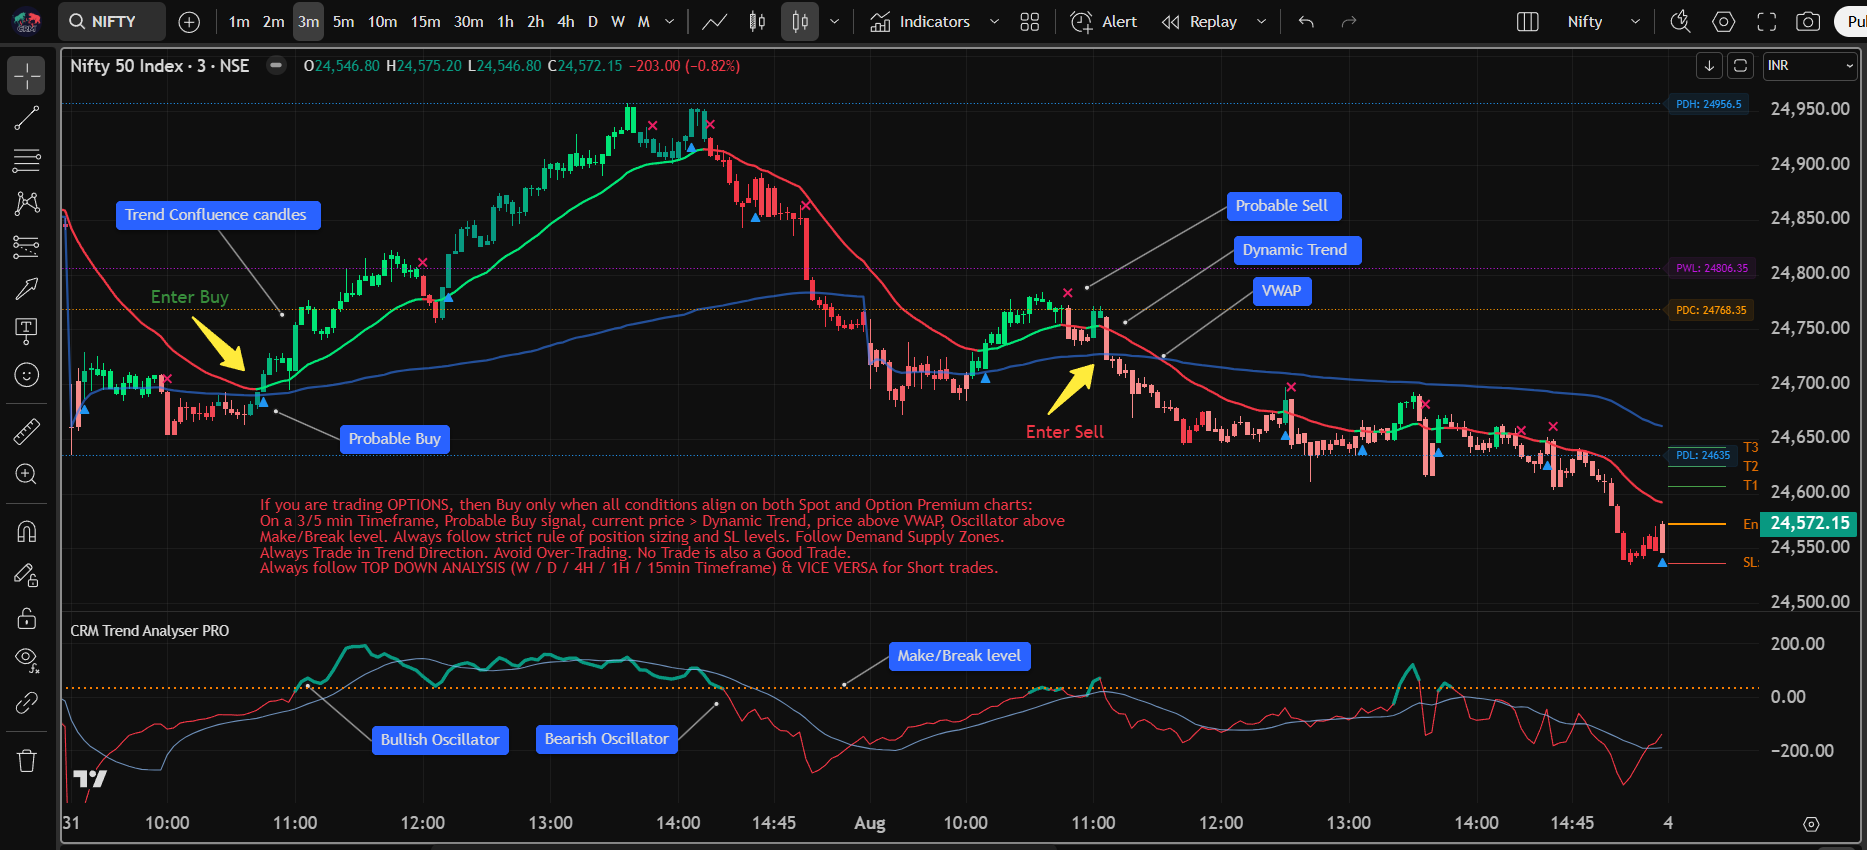 NIFTY
1m 2m 3m 5m 10m 15m 30m 1h 2h 4h D W M
Indicators
Alert
Replay
Nifty
Pu
Nifty 50 Index · 3 · NSE
O24,546.80 H24,575.20 L24,546.80 C24,572.15 −203.00 (−0.82%)
INR
PDH: 24956.5
24,950.00
24,900.00
24,850.00
24,800.00
24,750.00
24,700.00
24,650.00
24,600.00
24,572.15
24,550.00
24,500.00
Probable Sell
Trend Confluence candles
Dynamic Trend
PWL: 24806.35
VWAP
Enter Buy
PDC: 24768.35
Enter Sell
Probable Buy
PDL: 24635
T3
T2
T1
En
SL:
If you are trading OPTIONS, then Buy only when all conditions align on both Spot and Option Premium charts:
On a 3/5 min Timeframe, Probable Buy signal, current price > Dynamic Trend, price above VWAP, Oscillator above
Make/Break level. Always follow strict rule of position sizing and SL levels. Follow Demand Supply Zones.
Always Trade in Trend Direction. Avoid Over-Trading. No Trade is also a Good Trade.
Always follow TOP DOWN ANALYSIS (W / D / 4H / 1H / 15min Timeframe) & VICE VERSA for Short trades.
CRM Trend Analyser PRO
Make/Break level
Bullish Oscillator
Bearish Oscillator
200.00
0.00
−200.00
31 10:00 11:00 12:00 13:00 14:00 14:45 Aug 10:00 11:00 12:00 13:00 14:00 14:45 4